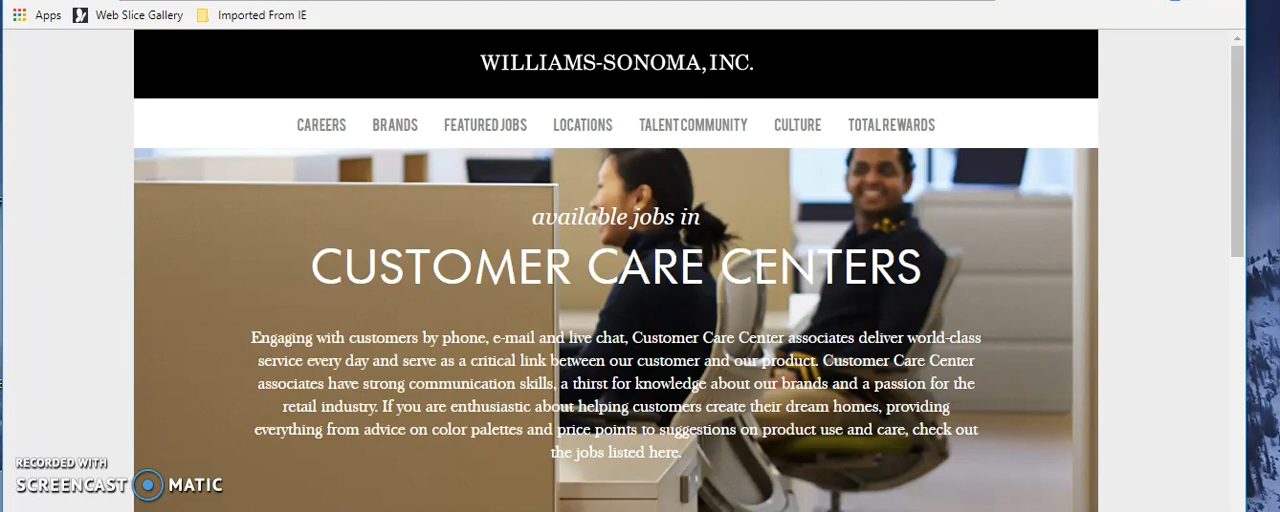 Apps Web Slice Gallery Imported From IE
WILLIAMS-SONOMA, INC.
CAREERS BRANDS FEATURED JOBS LOCATIONS TALENT COMMUNITY CULTURE TOTAL REWARDS
available jobs in
CUSTOMER CARE CENTERS
Engaging with customers by phone, e-mail and live chat, Customer Care Center associates deliver world-class
service every day and serve as a critical link between our customer and our product. Customer Care Center
associates have strong communication skills, a thirst for knowledge about our brands and a passion for the
retail industry. If you are enthusiastic about helping customers create their dream homes, providing
everything from advice on color palettes and price points to suggestions on product use and care, check out
the jobs listed here.
RECORDED WITH
SCREENCAST MATIC